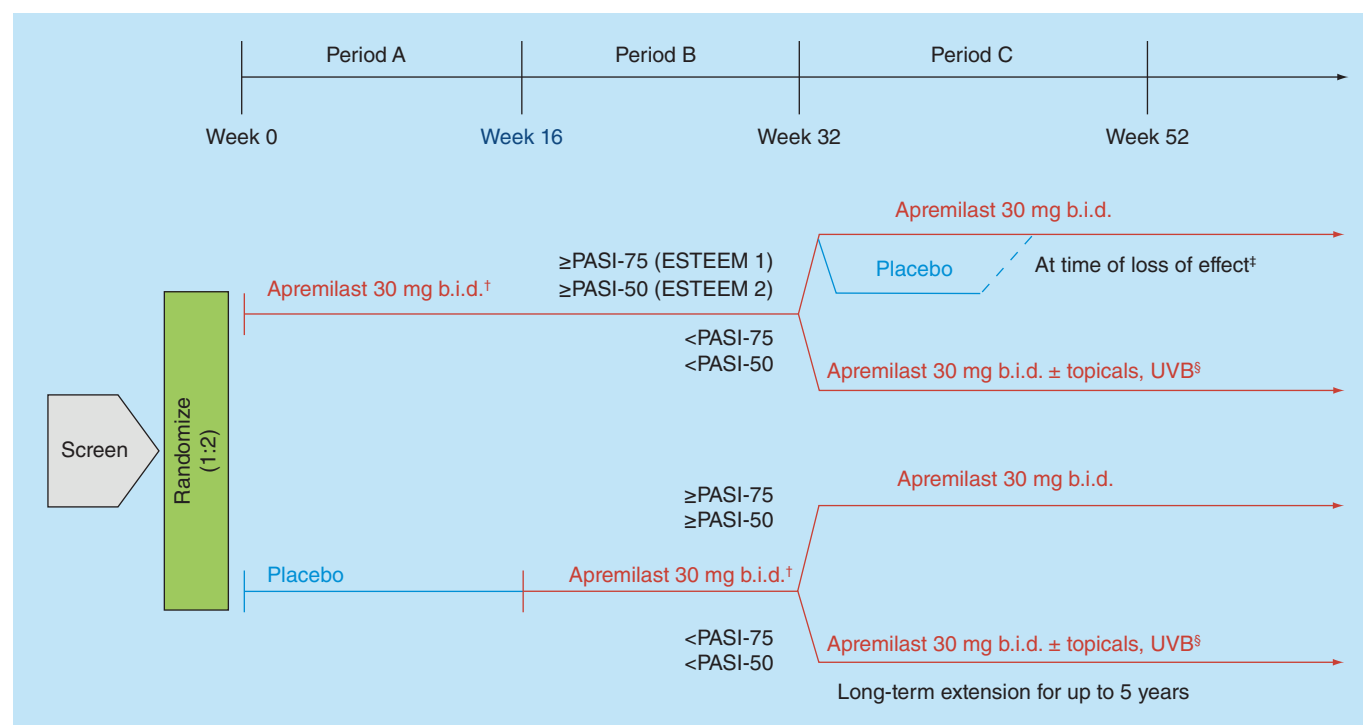 Period A
Period B
Period C
Week 0
Week 16
Week 32
Week 52
Apremilast 30 mg b.i.d.
Placebo
At time of loss of effect‡
≥PASI-75 (ESTEEM 1)
≥PASI-50 (ESTEEM 2)
Apremilast 30 mg b.i.d.†
<PASI-75
<PASI-50
Apremilast 30 mg b.i.d. ± topicals, UVB§
Screen
Randomize
(1:2)
≥PASI-75
≥PASI-50
Apremilast 30 mg b.i.d.
Placebo
Apremilast 30 mg b.i.d.†
<PASI-75
<PASI-50
Apremilast 30 mg b.i.d. ± topicals, UVB§
Long-term extension for up to 5 years